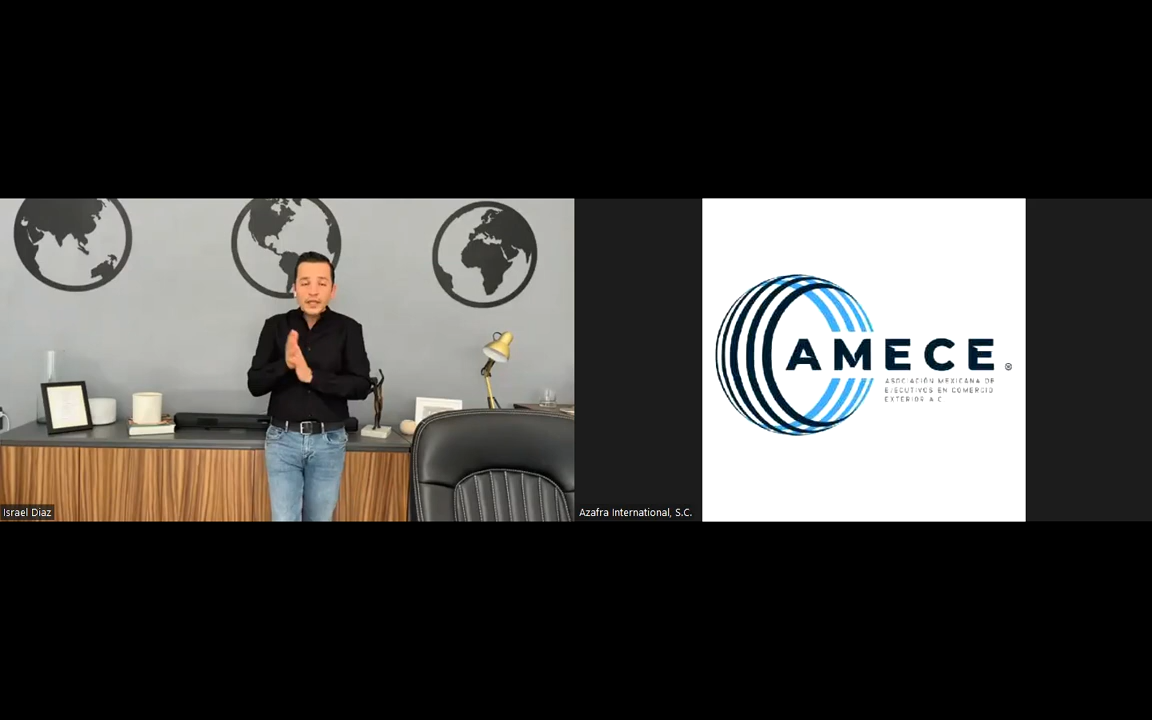 Israel Diaz
Azafra International, S.C.
AMECE
®
ASOCIACIÓN MEXICANA DE
EJECUTIVOS EN COMERCIO
EXTERIOR A.C.